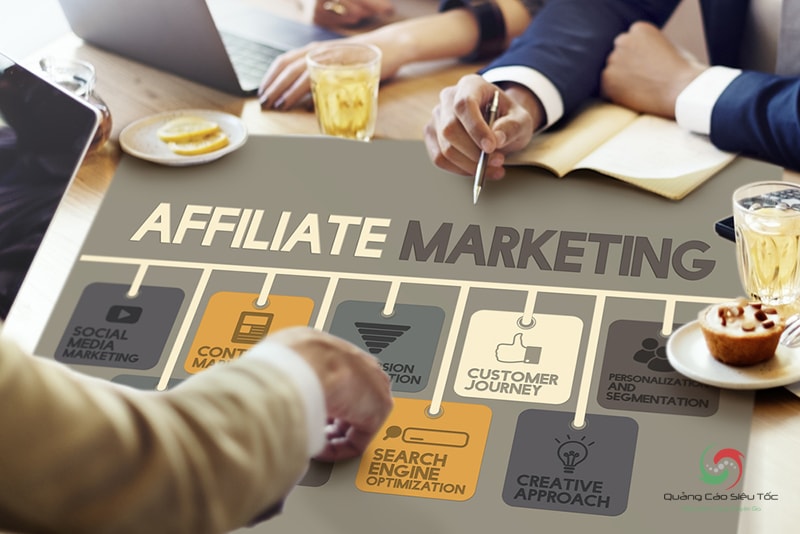 AFFILIATE MARKETING
SOCIAL
MEDIA
MARKETING
CUSTOMER
JOURNEY
PERSONALIZATION
AND
SEGMENTATION
SEARCH
ENGINE
OPTIMIZATION
CREATIVE
APPROACH
Quảng Cáo Siêu Tốc